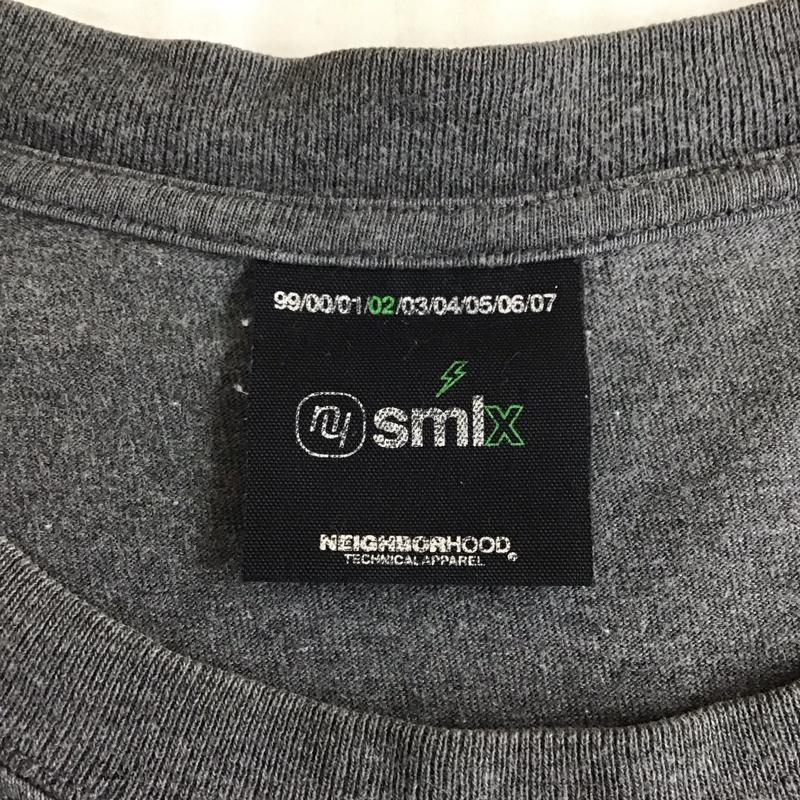 99/00/01/02/03/04/05/06/07
smlx
NEIGHBORHOOD®
TECHNICAL APPAREL